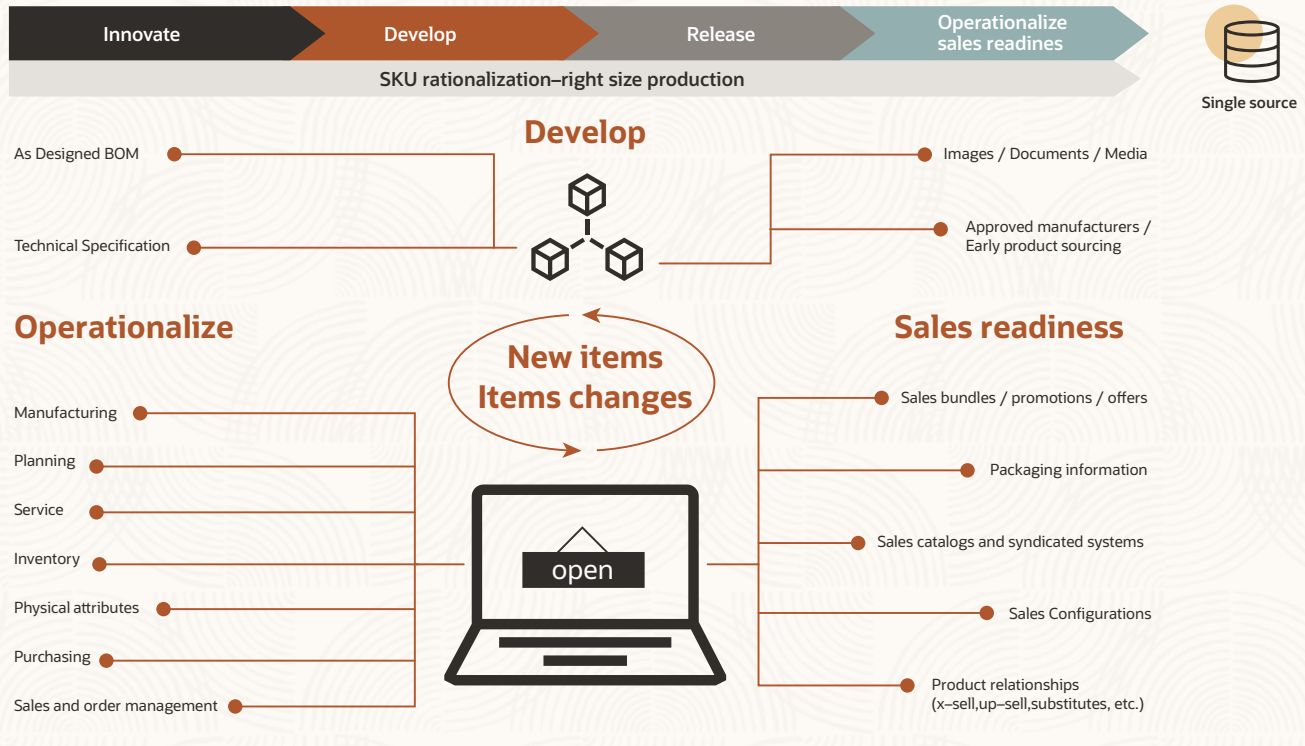 Innovate
Develop
Release
Operationalize
sales readines
SKU rationalization–right size production
Single source
Develop
As Designed BOM
Technical Specification
Images / Documents / Media
Approved manufacturers /
Early product sourcing
Operationalize
New items
Items changes
Sales readiness
Manufacturing
Planning
Service
Inventory
Physical attributes
Purchasing
Sales and order management
open
Sales bundles / promotions / offers
Packaging information
Sales catalogs and syndicated systems
Sales Configurations
Product relationships
(x–sell,up–sell,substitutes, etc.)